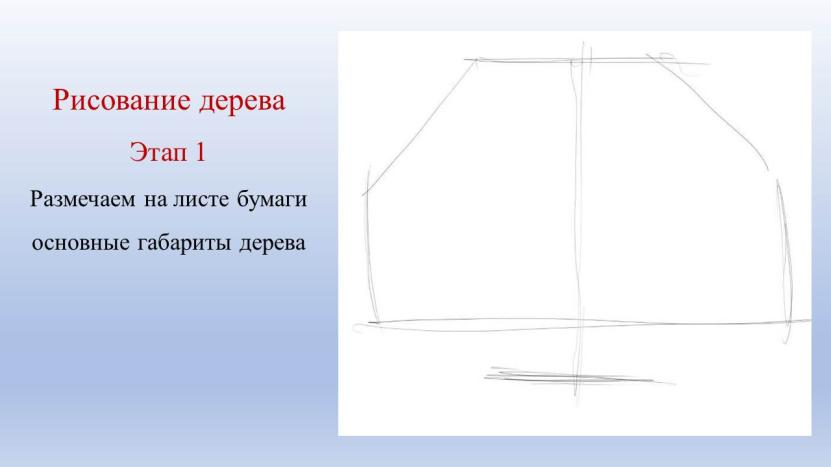 Рисование дерева
Этап 1
Размечаем на листе бумаги
основные габариты дерева